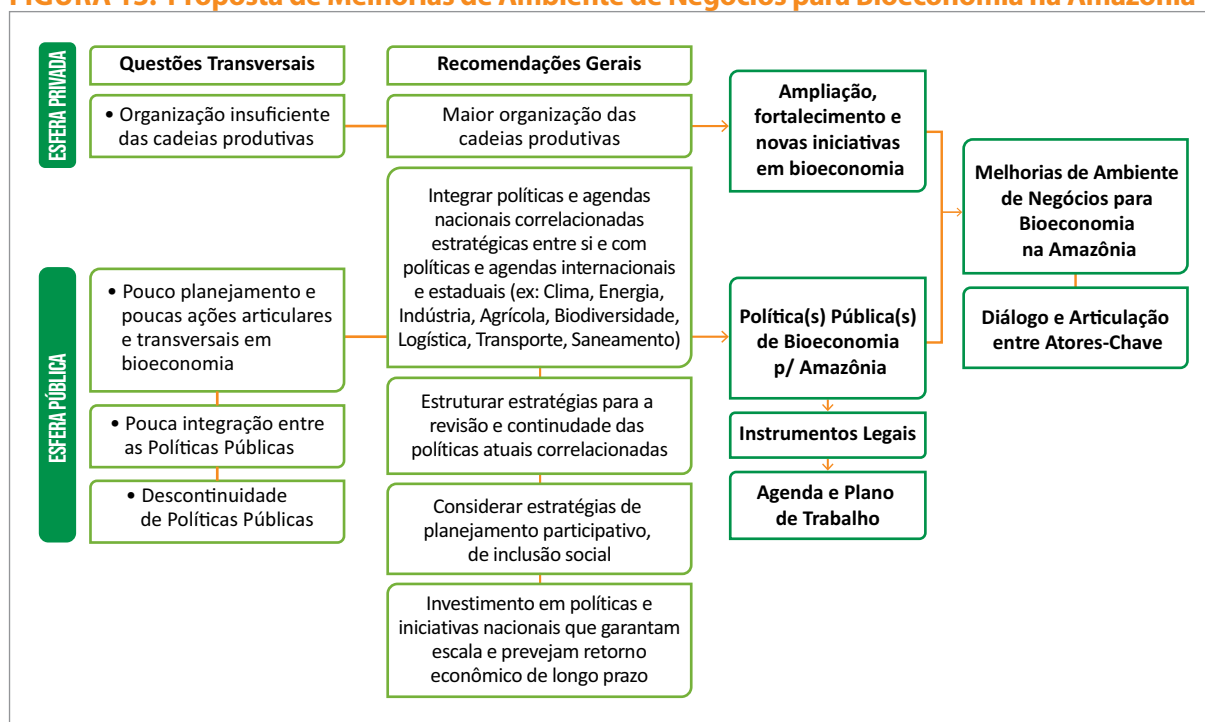 FIGURA 15: Proposta de Melhorias de Ambiente de Negócios para Bioeconomia na Amazônia
ESFERA PRIVADA
Questões Transversais
• Organização insuficiente
das cadeias produtivas
Recomendações Gerais
Maior organização das
cadeias produtivas
Ampliação,
fortalecimento e
novas iniciativas
em bioeconomia
ESFERA PÚBLICA
• Pouco planejamento e
poucas ações articulares
e transversais em
bioeconomia
• Pouca integração entre
as Políticas Públicas
• Descontinuidade
de Políticas Públicas
Integrar políticas e agendas
nacionais correlacionadas
estratégicas entre si e com
políticas e agendas internacionais
e estaduais (ex: Clima, Energia,
Indústria, Agrícola, Biodiversidade,
Logística, Transporte, Saneamento)
Estruturar estratégias para a
revisão e continudade das
políticas atuais correlacionadas
Considerar estratégias de
planejamento participativo,
de inclusão social
Investimento em políticas e
iniciativas nacionais que garantam
escala e prevejam retorno
econômico de longo prazo
Política(s) Pública(s)
de Bioeconomia
p/ Amazônia
Instrumentos Legais
Agenda e Plano
de Trabalho
Melhorias de Ambiente
de Negócios para
Bioeconomia
na Amazônia
Diálogo e Articulação
entre Atores-Chave